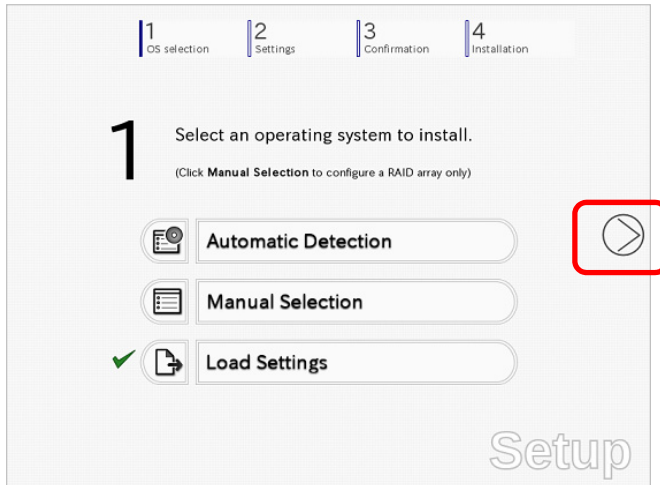 1 2 3 4
OS selection Settings Confirmation Installation
1 Select an operating system to install.
(Click Manual Selection to configure a RAID array only)
Automatic Detection
Manual Selection
Load Settings
Setup